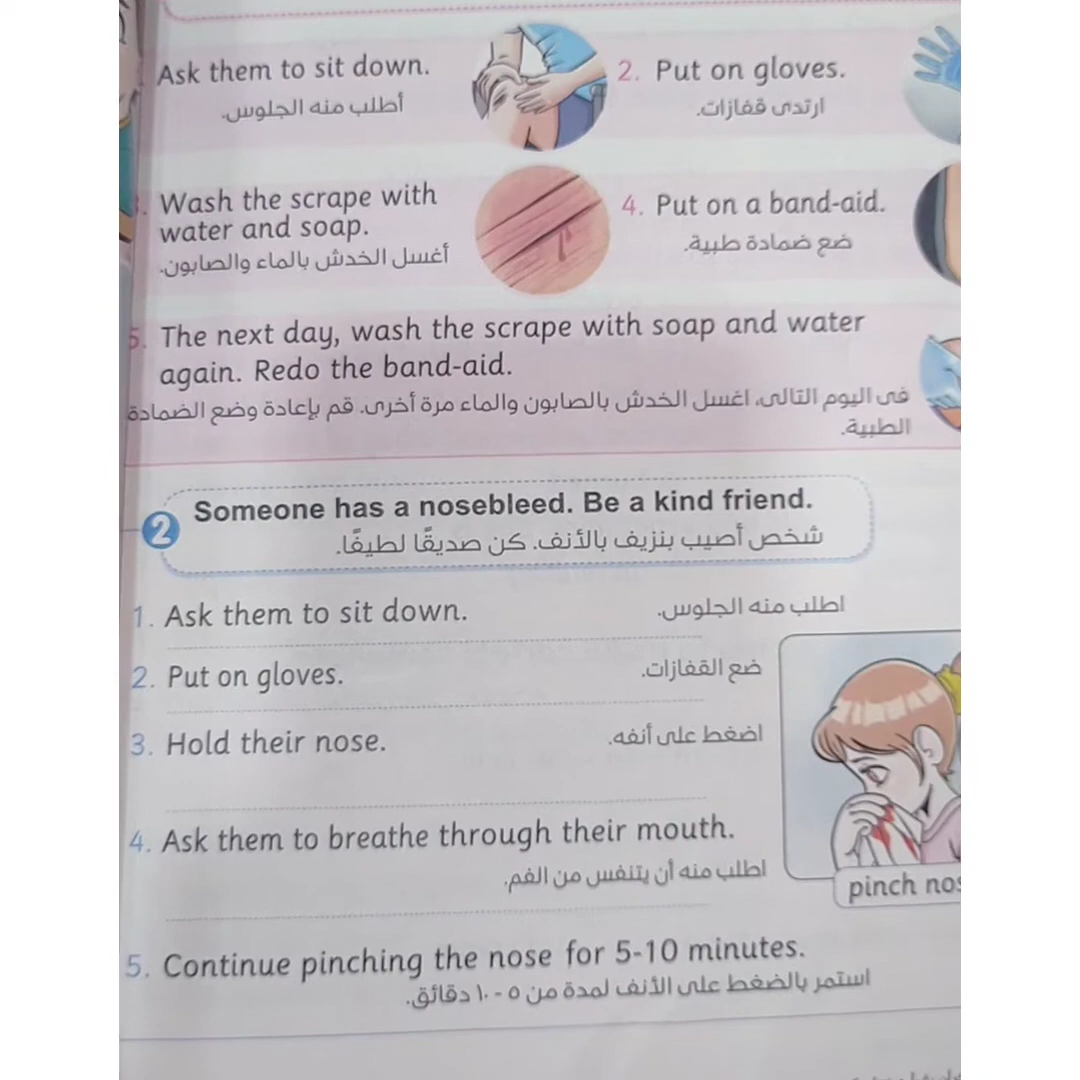 Ask them to sit down.
أطلب منه الجلوس.
2. Put on gloves.
ارتدى قفازات.
Wash the scrape with
water and soap.
أغسل الخدش بالماء والصابون.
4. Put on a band-aid.
ضع ضمادة طبية.
5. The next day, wash the scrape with soap and water
again. Redo the band-aid.
فى اليوم التالى، اغسل الخدش بالصابون والماء مرة أخرى. قم بإعادة وضع الضمادة
الطبية.
2 Someone has a nosebleed. Be a kind friend.
شخص أصيب بنزيف بالأنف. كن صديقًا لطيفًا.
1. Ask them to sit down.
اطلب منه الجلوس.
2. Put on gloves.
ضع القفازات.
3. Hold their nose.
اضغط على أنفه.
4. Ask them to breathe through their mouth.
اطلب منه أن يتنفس من الفم.
pinch
5. Continue pinching the nose for 5-10 minutes.
استمر بالضغط على الأنف لمدة من ٥ - ١٠ دقائق.